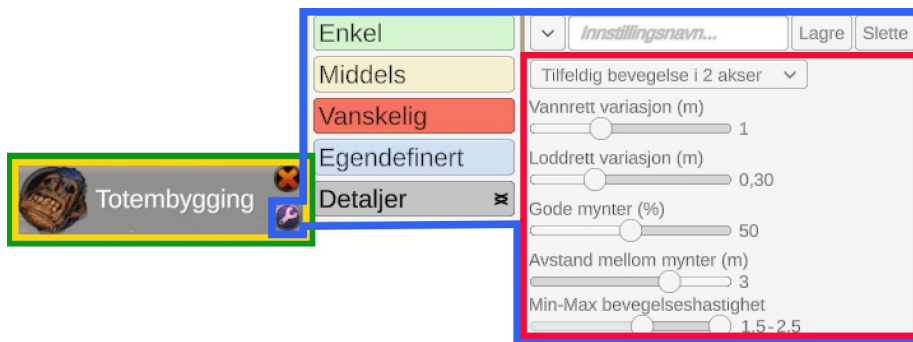 Totembygging
Enkel
Middels
Vanskelig
Egendefinert
Detaljer
Innstillingsnavn... Lagre Slette
Tilfeldig bevegelse i 2 akser
Vannrett variasjon (m)
1
Loddrett variasjon (m)
0,30
Gode mynter (%)
50
Avstand mellom mynter (m)
3
Min-Max bevegelseshastighet
1,5-2,5